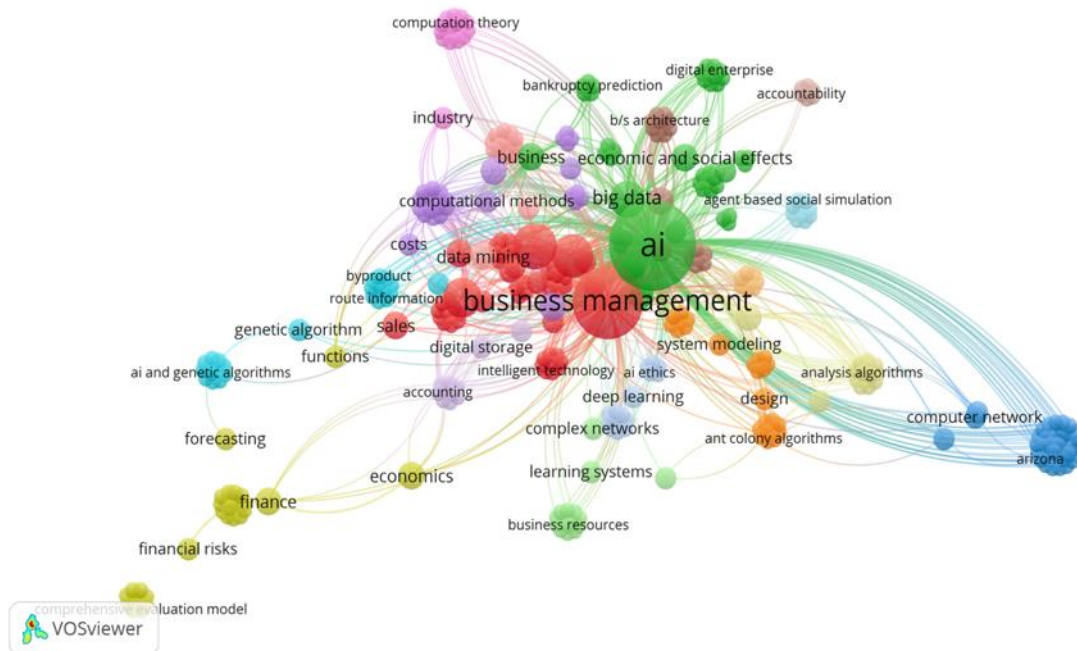 computation theory
digital enterprise
bankruptcy prediction
accountability
industry
b/s architecture
business
economic and social effects
computational methods
big data
agent based social simulation
costs
ai
data mining
byproduct
route information
business management
genetic algorithm
sales
functions
digital storage
system modeling
ai and genetic algorithms
intelligent technology
ai ethics
analysis algorithms
accounting
deep learning
design
computer network
forecasting
complex networks
ant colony algorithms
arizona
economics
learning systems
finance
business resources
financial risks
comprehensive evaluation model
VOSviewer